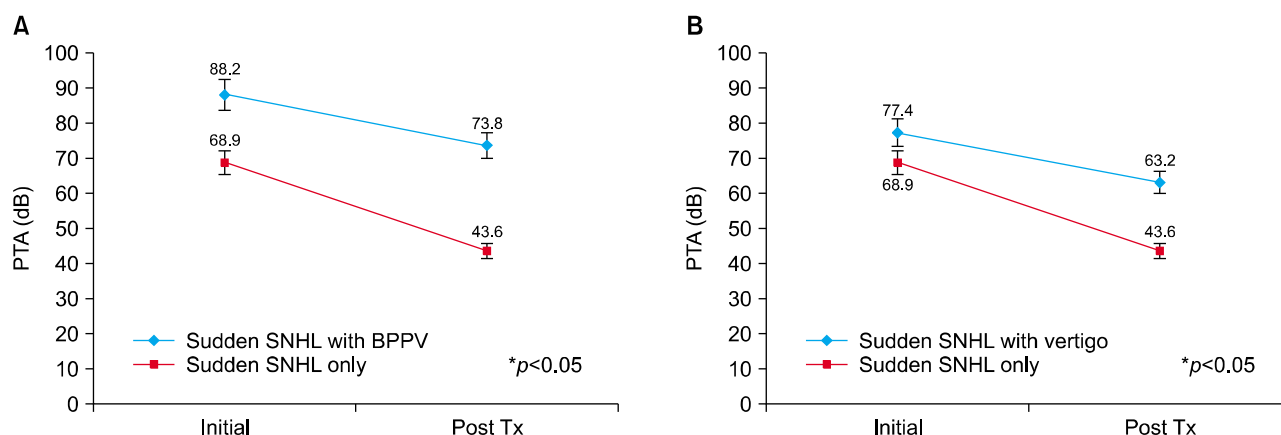 A
100
90
80
70
60
50
40
30
20
10
0
PTA (dB)
88.2
73.8
68.9
43.6
Sudden SNHL with BPPV
Sudden SNHL only
*p<0.05
Initial Post Tx
B
100
90
80
70
60
50
40
30
20
10
0
PTA (dB)
77.4
63.2
68.9
43.6
Sudden SNHL with vertigo
Sudden SNHL only
*p<0.05
Initial Post Tx